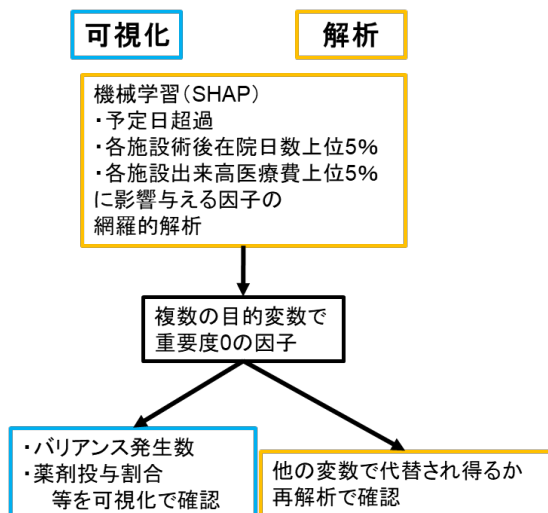 可視化
解析
機械学習(SHAP)
・予定日超過
・各施設術後在院日数上位5%
・各施設出来高医療費上位5%
に影響与える因子の
網羅的解析
複数の目的変数で
重要度0の因子
・バリアンス発生数
・薬剤投与割合
等を可視化で確認
他の変数で代替され得るか
再解析で確認